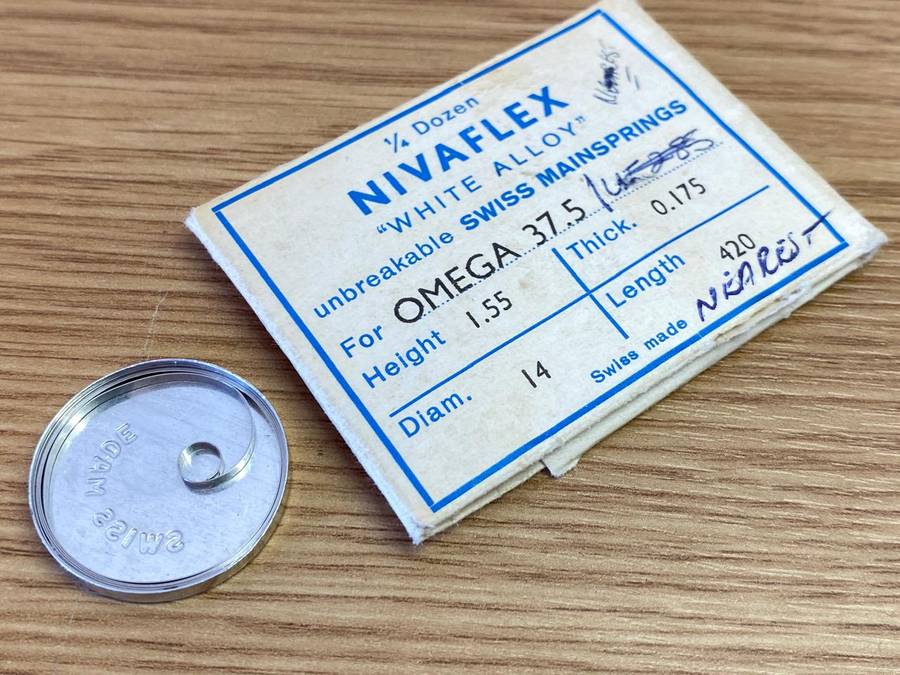 ¼ Dozen
NIVAFLEX
"WHITE ALLOY"
unbreakable SWISS MAINSPRINGS
For OMEGA 37.5
Height 1.55
Thick. 0.175
Diam. 14
Length 420
NEAREST
Swiss made
SWISS MADE